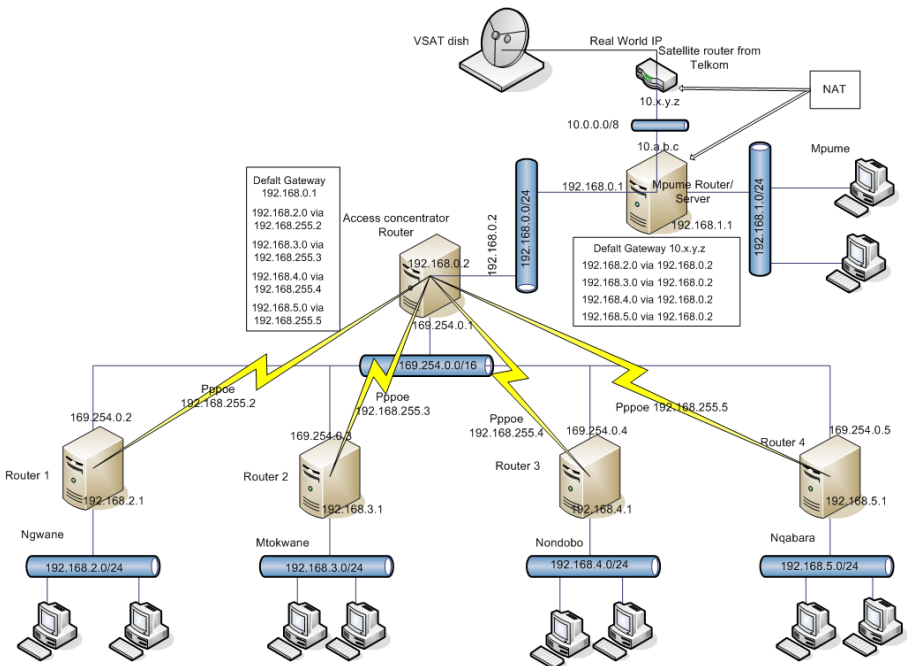 VSAT dish
Real World IP
Satellite router from
Telkom
NAT
10.x.y.z
10.0.0.0/8
10.a.b.c
Mpume
Defalt Gateway
192.168.0.1
192.168.2.0 via
192.168.255.2
192.168.3.0 via
192.168.255.3
192.168.4.0 via
192.168.255.4
192.168.5.0 via
192.168.255.5
Access concentrator
Router
192.168.0.2
192.168.0.2
192.168.0.0/24
192.168.0.1
Mpume Router/
Server
192.168.1.1
192.168.1.0/24
Defalt Gateway 10.x.y.z
192.168.2.0 via 192.168.0.2
192.168.3.0 via 192.168.0.2
192.168.4.0 via 192.168.0.2
192.168.5.0 via 192.168.0.2
169.254.0.1
169.254.0.0/16
Pppoe
192.168.255.2
Pppoe
192.168.255.3
Pppoe
192.168.255.4
Pppoe 192.168.255.5
169.254.0.2
Router 1
192.168.2.1
Ngwane
192.168.2.0/24
169.254.0.3
Router 2
192.168.3.1
Mtokwane
192.168.3.0/24
169.254.0.4
Router 3
192.168.4.1
Nondobo
192.168.4.0/24
169.254.0.5
Router 4
192.168.5.1
Nqabara
192.168.5.0/24